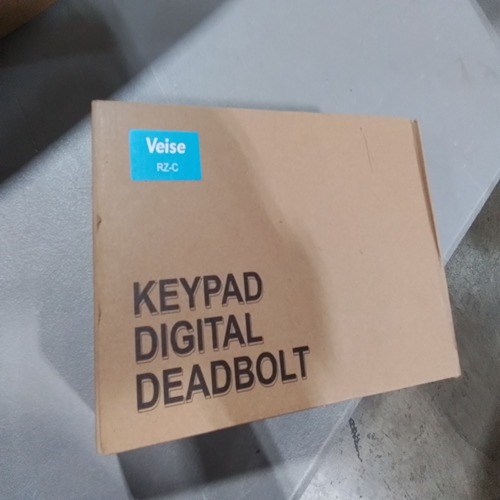 Veise
RZ-C
KEYPAD
DIGITAL
DEADBOLT